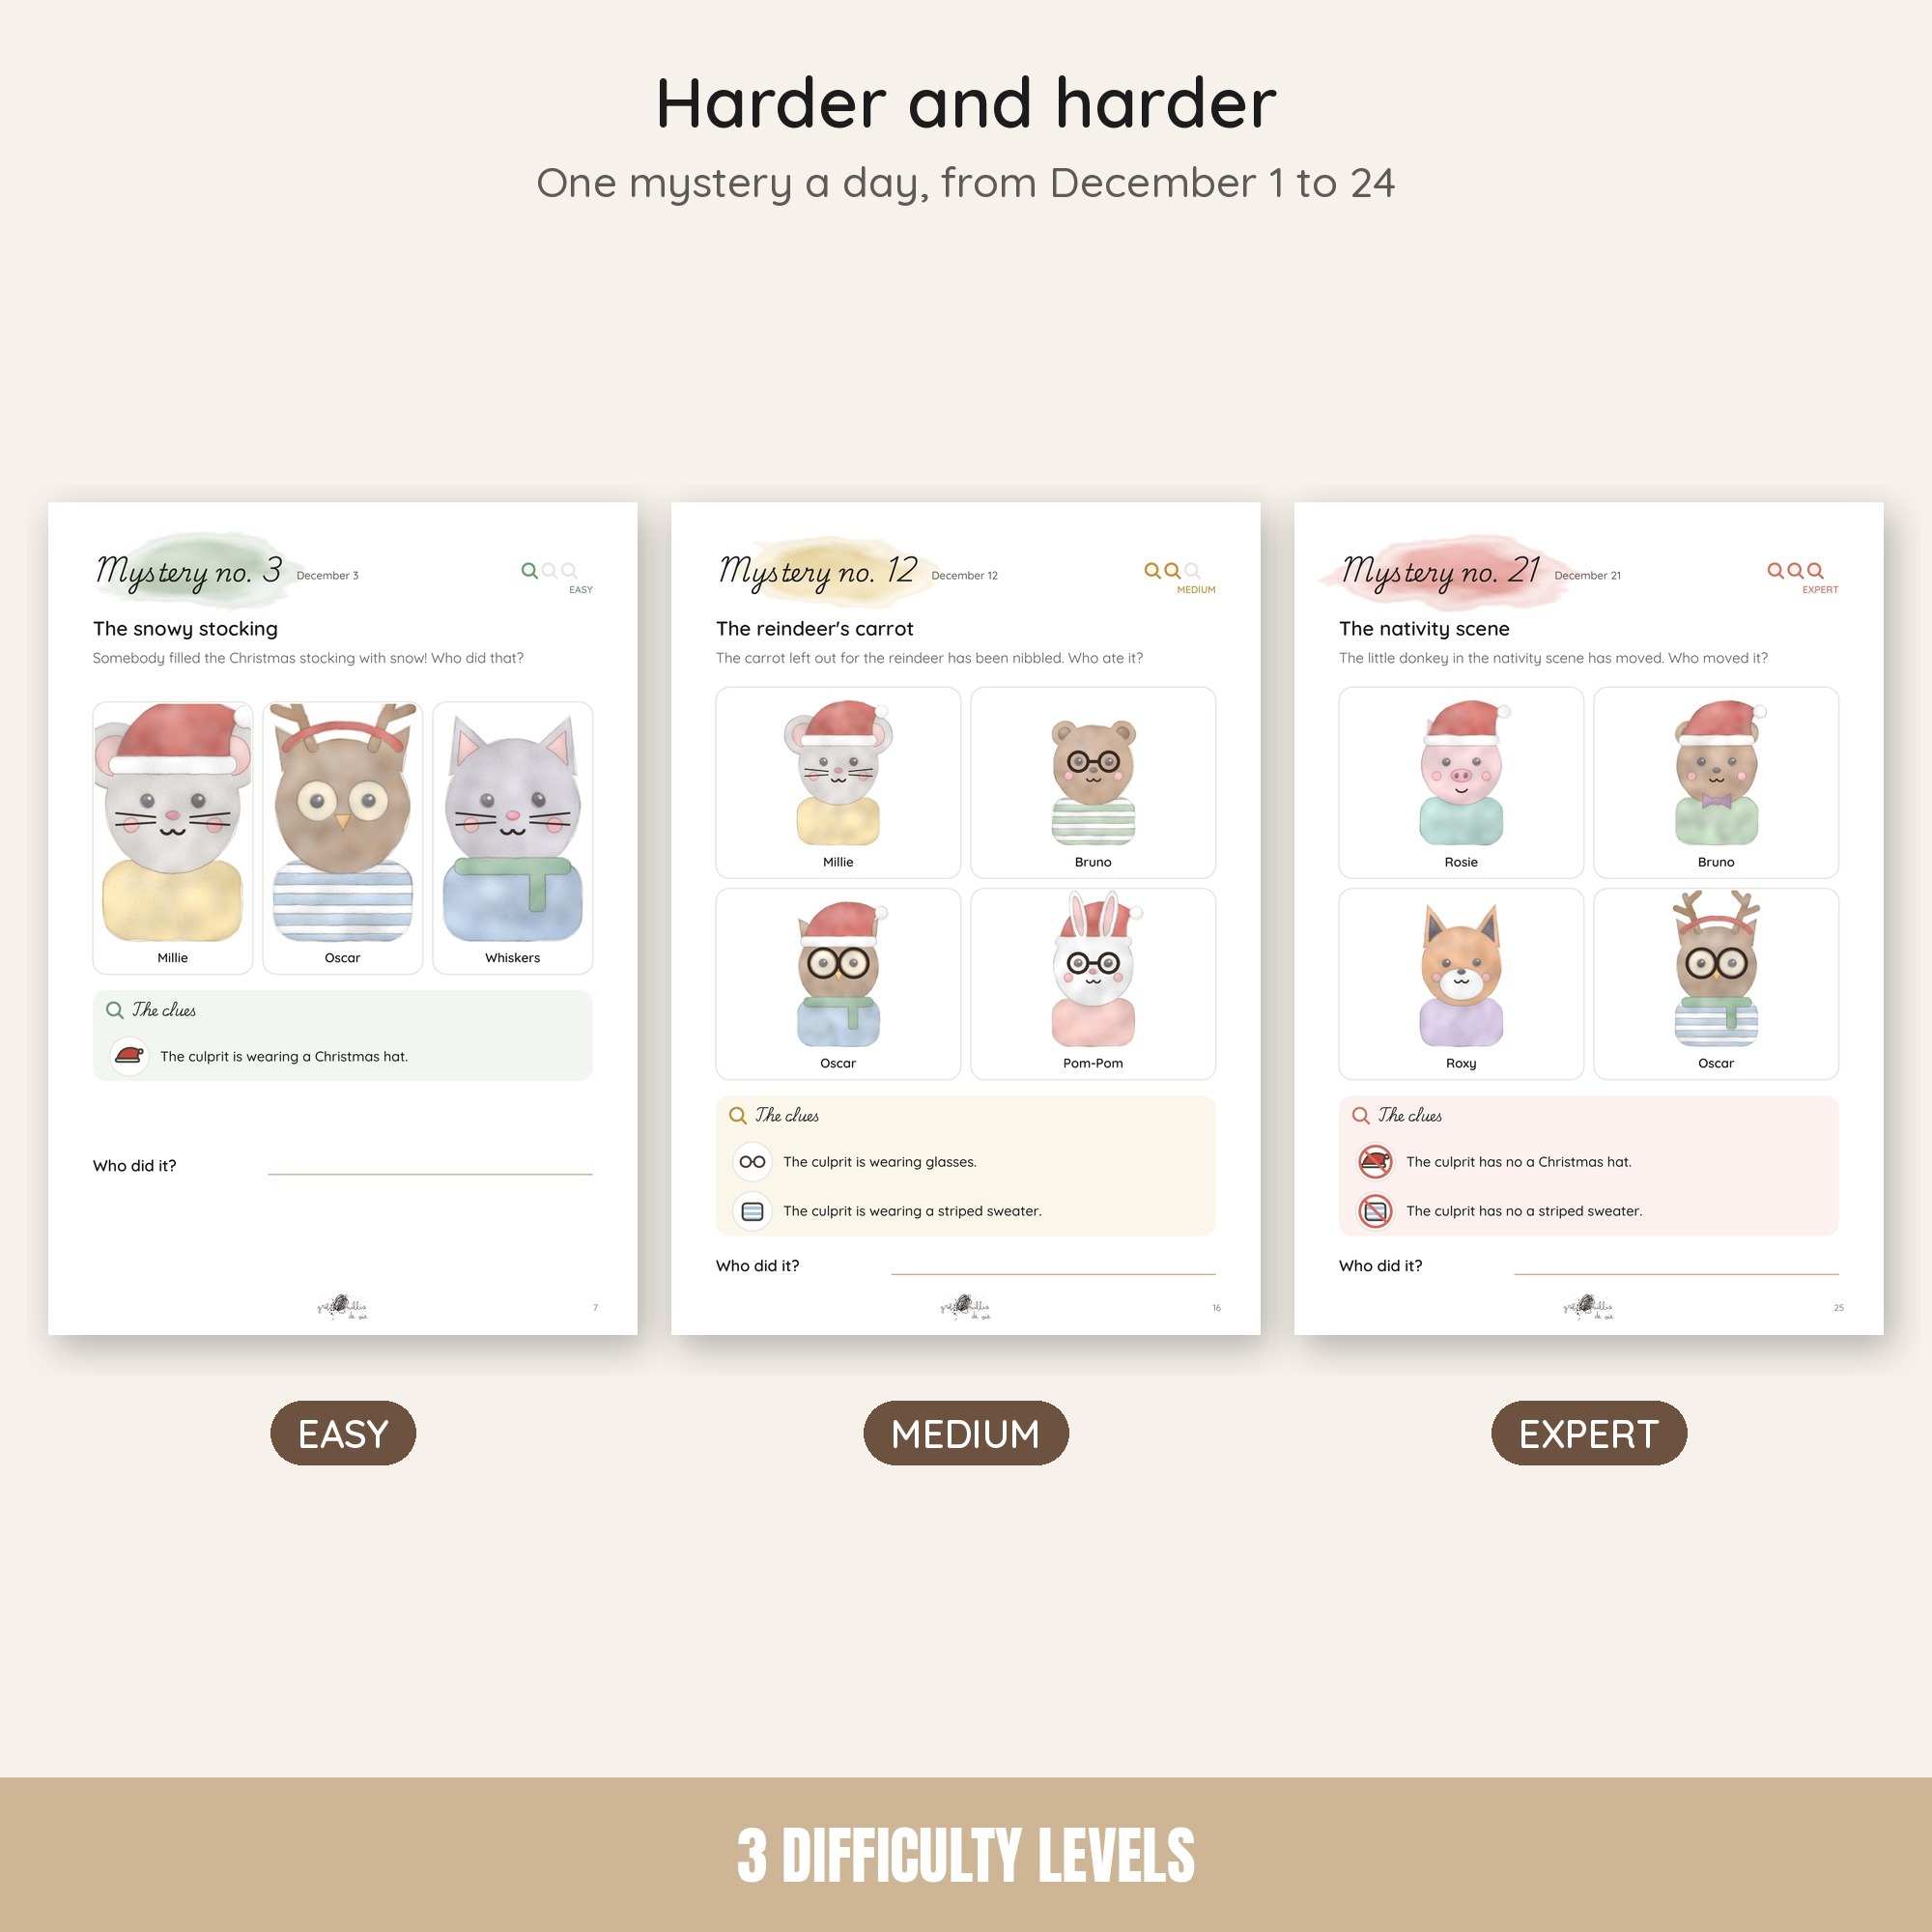 Harder and harder
One mystery a day, from December 1 to 24
Mystery no. 3 December 3
EASY
The snowy stocking
Somebody filled the Christmas stocking with snow! Who did that?
Millie Oscar Whiskers
The clues
The culprit is wearing a Christmas hat.
Who did it?
7
Mystery no. 12 December 12
MEDIUM
The reindeer's carrot
The carrot left out for the reindeer has been nibbled. Who ate it?
Millie Bruno
Oscar Pom-Pom
The clues
The culprit is wearing glasses.
The culprit is wearing a striped sweater.
Who did it?
16
Mystery no. 21 December 21
EXPERT
The nativity scene
The little donkey in the nativity scene has moved. Who moved it?
Rosie Bruno
Roxy Oscar
The clues
The culprit has no a Christmas hat.
The culprit has no a striped sweater.
Who did it?
25
EASY
MEDIUM
EXPERT
3 DIFFICULTY LEVELS